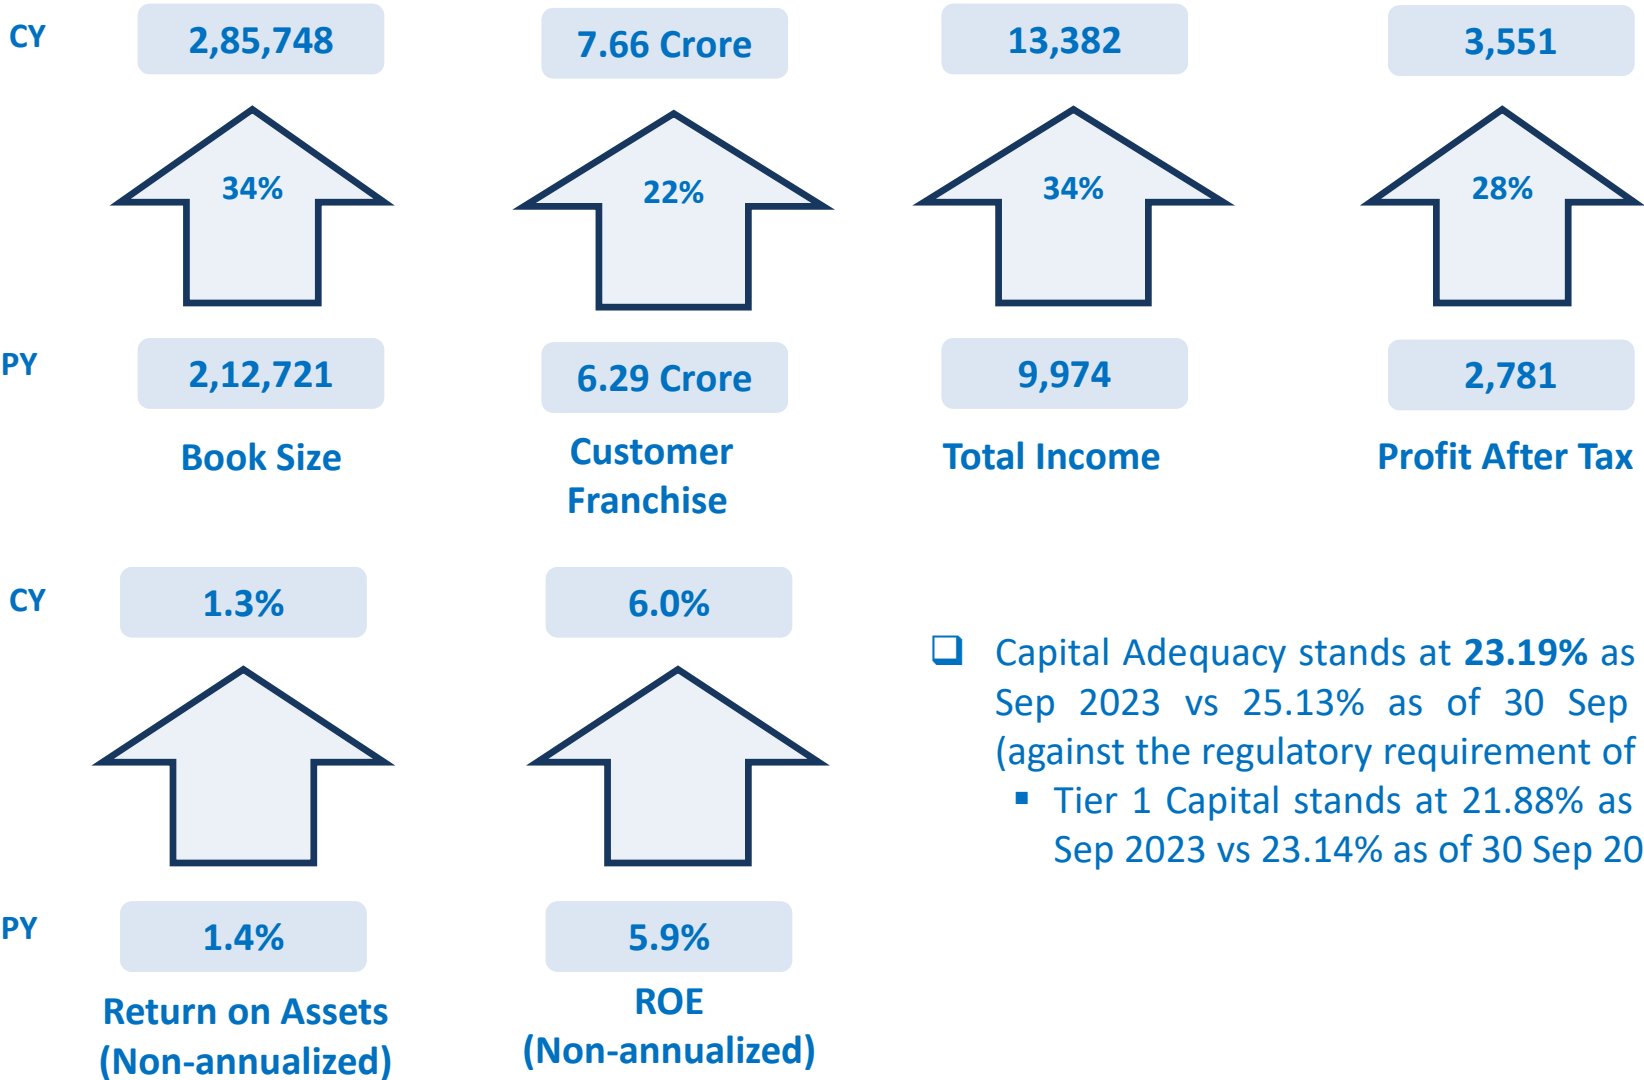 CY
2,85,748
7.66 Crore
13,382
3,551
34%
22%
34%
28%
PY
2,12,721
6.29 Crore
9,974
2,781
Book Size
Customer
Franchise
Total Income
Profit After Tax
CY
1.3%
6.0%
PY
1.4%
5.9%
Return on Assets
(Non-annualized)
ROE
(Non-annualized)
Capital Adequacy stands at 23.19% as
Sep 2023 vs 25.13% as of 30 Sep
(against the regulatory requirement of
Tier 1 Capital stands at 21.88% as
Sep 2023 vs 23.14% as of 30 Sep 20